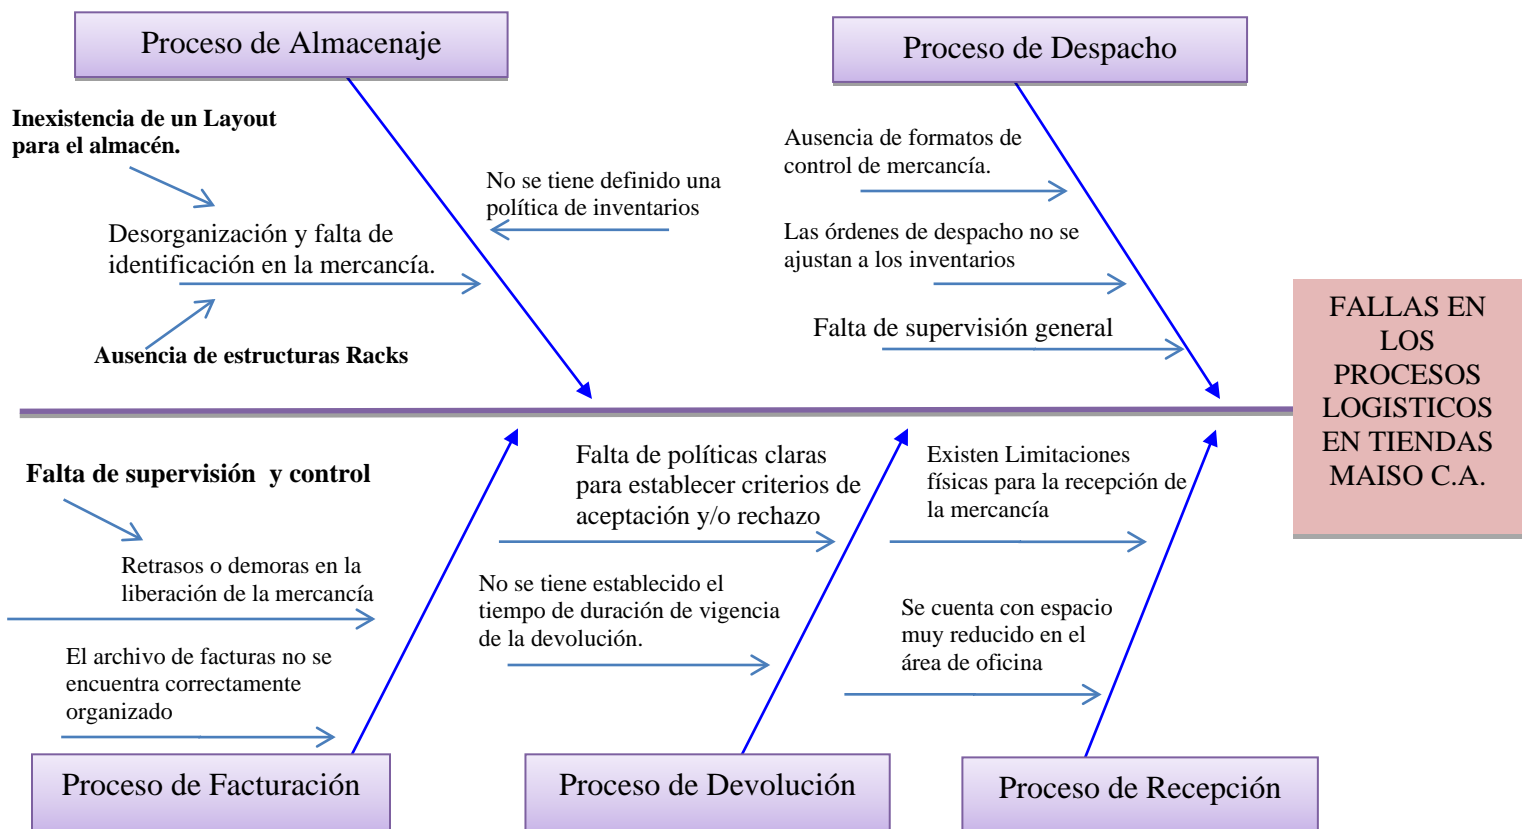 Proceso de Almacenaje
Proceso de Despacho
Inexistencia de un Layout
para el almacén.
No se tiene definido una
política de inventarios
Desorganización y falta de
identificación en la mercancía.
Ausencia de estructuras Racks
Ausencia de formatos de
control de mercancía.
Las órdenes de despacho no se
ajustan a los inventarios
Falta de supervisión general
FALLAS EN
LOS
PROCESOS
LOGISTICOS
EN TIENDAS
MAISO C.A.
Falta de supervisión  y control
Retrasos o demoras en la
liberación de la mercancía
El archivo de facturas no se
encuentra correctamente
organizado
Falta de políticas claras
para establecer criterios de
aceptación y/o rechazo
No se tiene establecido el
tiempo de duración de vigencia
de la devolución.
Existen Limitaciones
físicas para la recepción de
la mercancía
Se cuenta con espacio
muy reducido en el
área de oficina
Proceso de Facturación
Proceso de Devolución
Proceso de Recepción